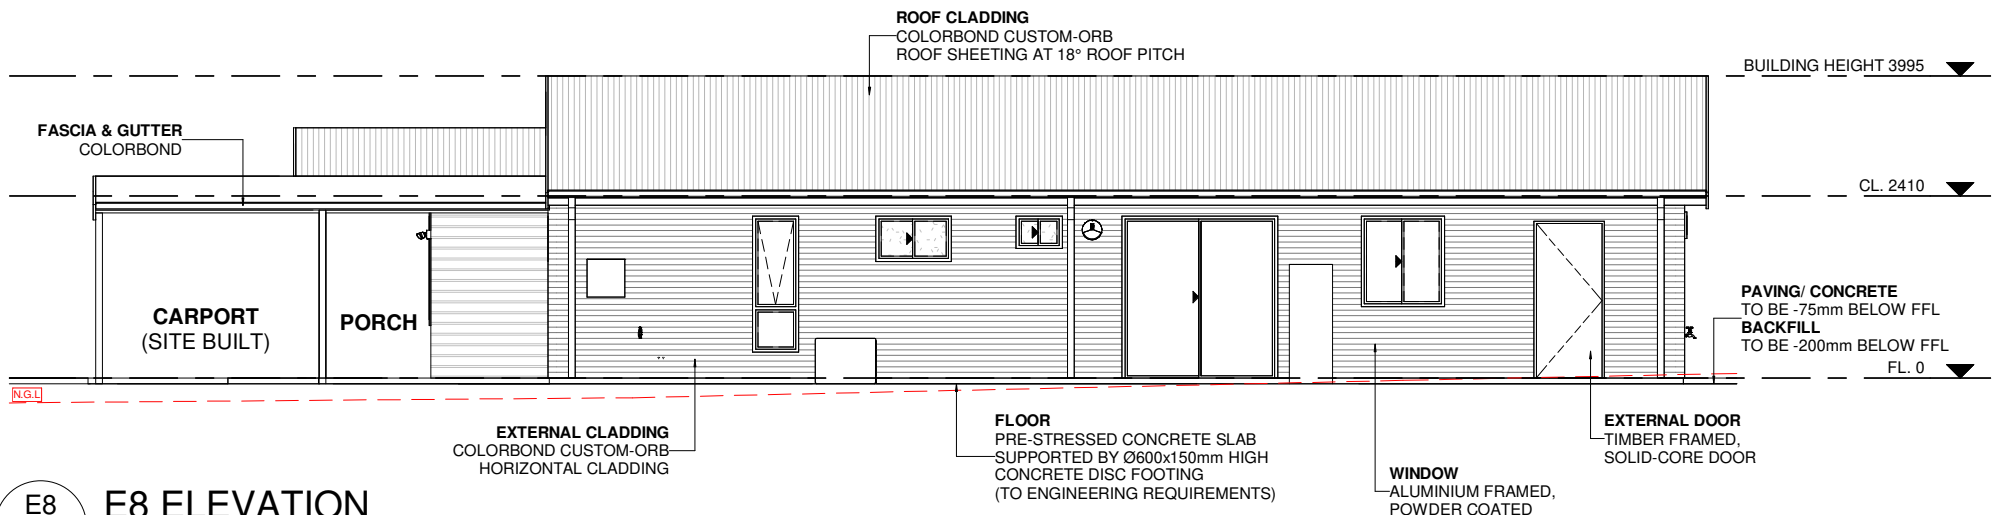 ROOF CLADDING
COLORBOND CUSTOM-ORB
ROOF SHEETING AT 18° ROOF PITCH
BUILDING HEIGHT 3995
FASCIA & GUTTER
COLORBOND
CL. 2410
CARPORT
(SITE BUILT)
PORCH
PAVING/ CONCRETE
TO BE -75mm BELOW FFL
BACKFILL
TO BE -200mm BELOW FFL
FL. 0
N.G.L
EXTERNAL CLADDING
COLORBOND CUSTOM-ORB
HORIZONTAL CLADDING
FLOOR
PRE-STRESSED CONCRETE SLAB
SUPPORTED BY Ø600x150mm HIGH
CONCRETE DISC FOOTING
(TO ENGINEERING REQUIREMENTS)
WINDOW
ALUMINIUM FRAMED,
POWDER COATED
EXTERNAL DOOR
TIMBER FRAMED,
SOLID-CORE DOOR
E8
E8 ELEVATION